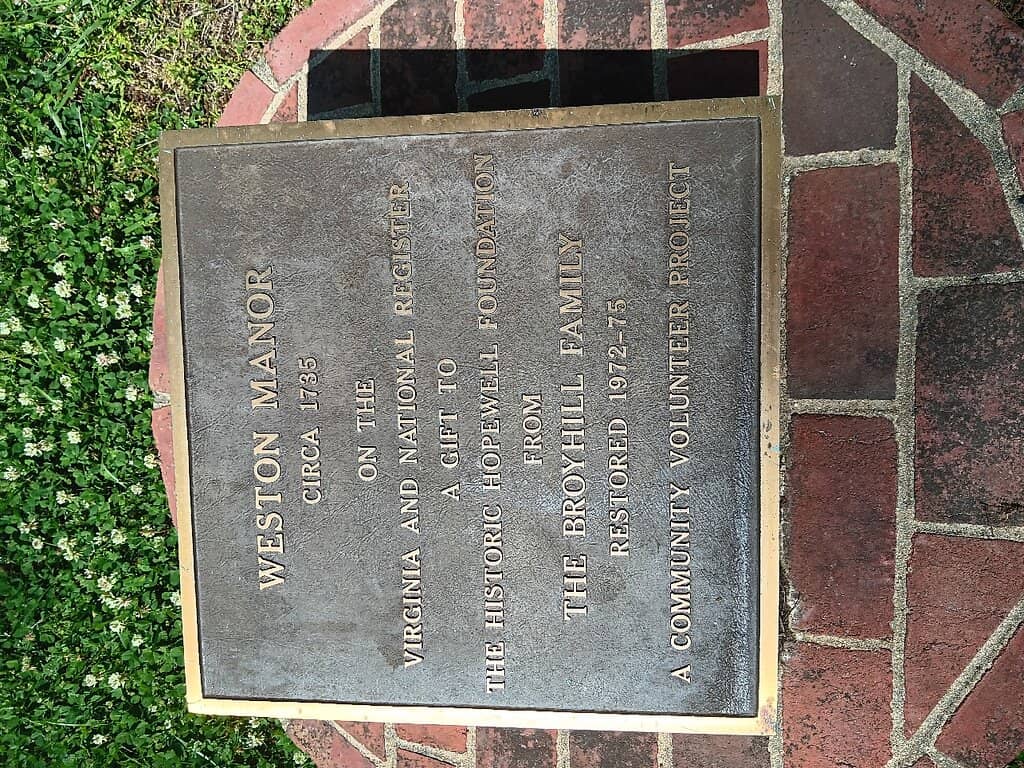 WESTON MANOR
CIRCA 1735
ON THE
VIRGINIA AND NATIONAL REGISTER
A GIFT TO
THE HISTORIC HOPEWELL FOUNDATION
FROM
THE BROYHILL FAMILY
RESTORED 1972-75
A COMMUNITY VOLUNTEER PROJECT